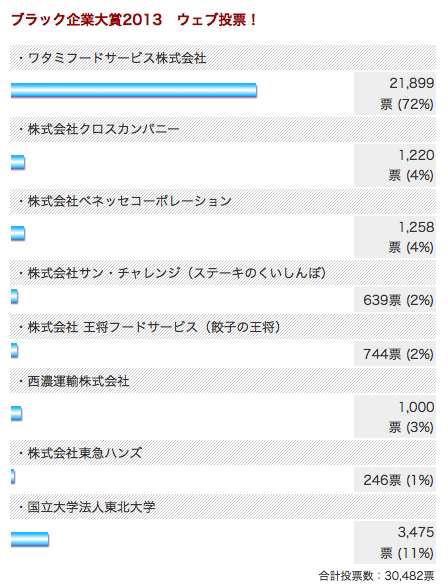 ブラック企業大賞2013　ウェブ投票！
・ワタミフードサービス株式会社
21,899
票 (72%)
・株式会社クロスカンパニー
1,220
票 (4%)
・株式会社ベネッセコーポレーション
1,258
票 (4%)
・株式会社サン・チャレンジ（ステーキのくいしんぼ）
639票 (2%)
・株式会社 王将フードサービス（餃子の王将）
744票 (2%)
・西濃運輸株式会社
1,000
票 (3%)
・株式会社東急ハンズ
246票 (1%)
・国立大学法人東北大学
3,475
票 (11%)
合計投票数：30,482票